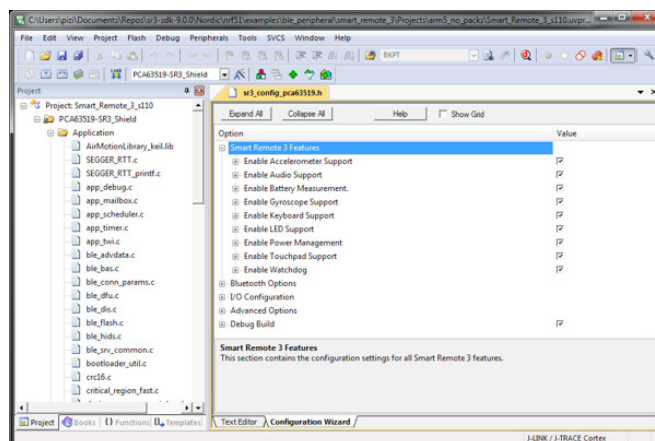 C:\Users\pizi\Documents\Repos\sr3-sdk-9.0.0\Nordic\nrf51\examples\ble_peripheral\smart_remote_3\Projects\arm5_no_packs\Smart_Remote_3_s110.uvpr
File Edit View Project Flash Debug Peripherals Tools SVCS Window Help
BKPT
PCA63519-SR3_Shield
Project
sr3_config_pca63519.h
Project: Smart_Remote_3_s110
PCA63519-SR3_Shield
Application
AirMotionLibrary_keil.lib
SEGGER_RTT.c
SEGGER_RTT_printf.c
app_debug.c
app_mailbox.c
app_scheduler.c
app_timer.c
app_twi.c
ble_advdata.c
ble_bas.c
ble_conn_params.c
ble_dfu.c
ble_dis.c
ble_flash.c
ble_hids.c
ble_srv_common.c
bootloader_util.c
crc16.c
critical_region_fast.c
Expand All Collapse All Help Show Grid
Option Value
Smart Remote 3 Features
Enable Accelerometer Support
Enable Audio Support
Enable Battery Measurement.
Enable Gyroscope Support
Enable Keyboard Support
Enable LED Support
Enable Power Management
Enable Touchpad Support
Enable Watchdog
Bluetooth Options
I/O Configuration
Advanced Options
Debug Build
Smart Remote 3 Features
This section contains the configuration settings for all Smart Remote 3 features.
Project Books {} Functions 0 Templates
Text Editor Configuration Wizard
J-LINK / J-TRACE Cortex